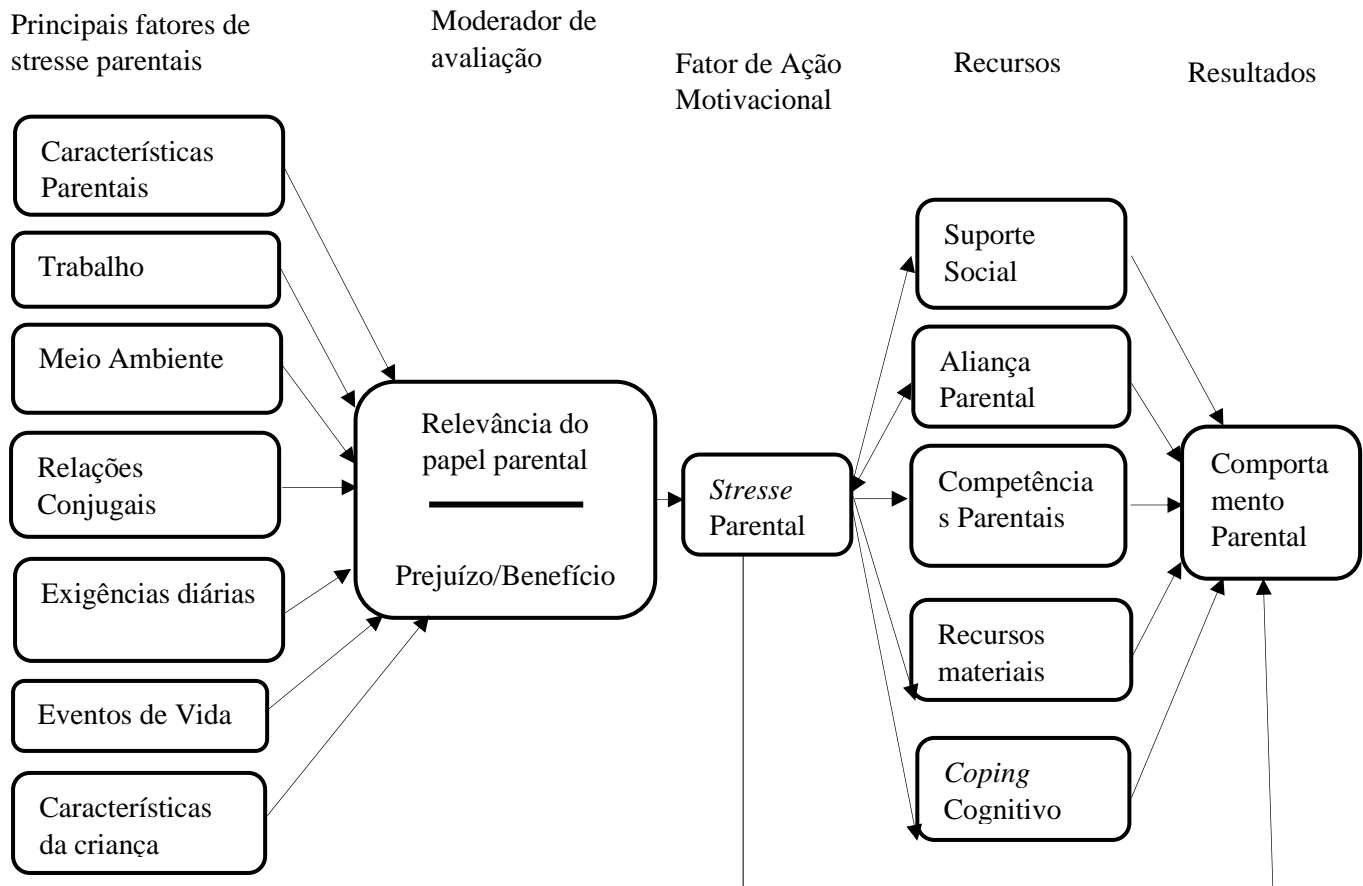 Principais fatores de
stresse parentais
Moderador de
avaliação
Fator de Ação
Motivacional
Recursos
Resultados
Características
Parentais
Trabalho
Meio Ambiente
Relações
Conjugais
Exigências diárias
Eventos de Vida
Características
da criança
Relevância do
papel parental
Prejuízo/Benefício
Stresse
Parental
Suporte
Social
Aliança
Parental
Competência
s Parentais
Recursos
materiais
Coping
Cognitivo
Comporta
mento
Parental